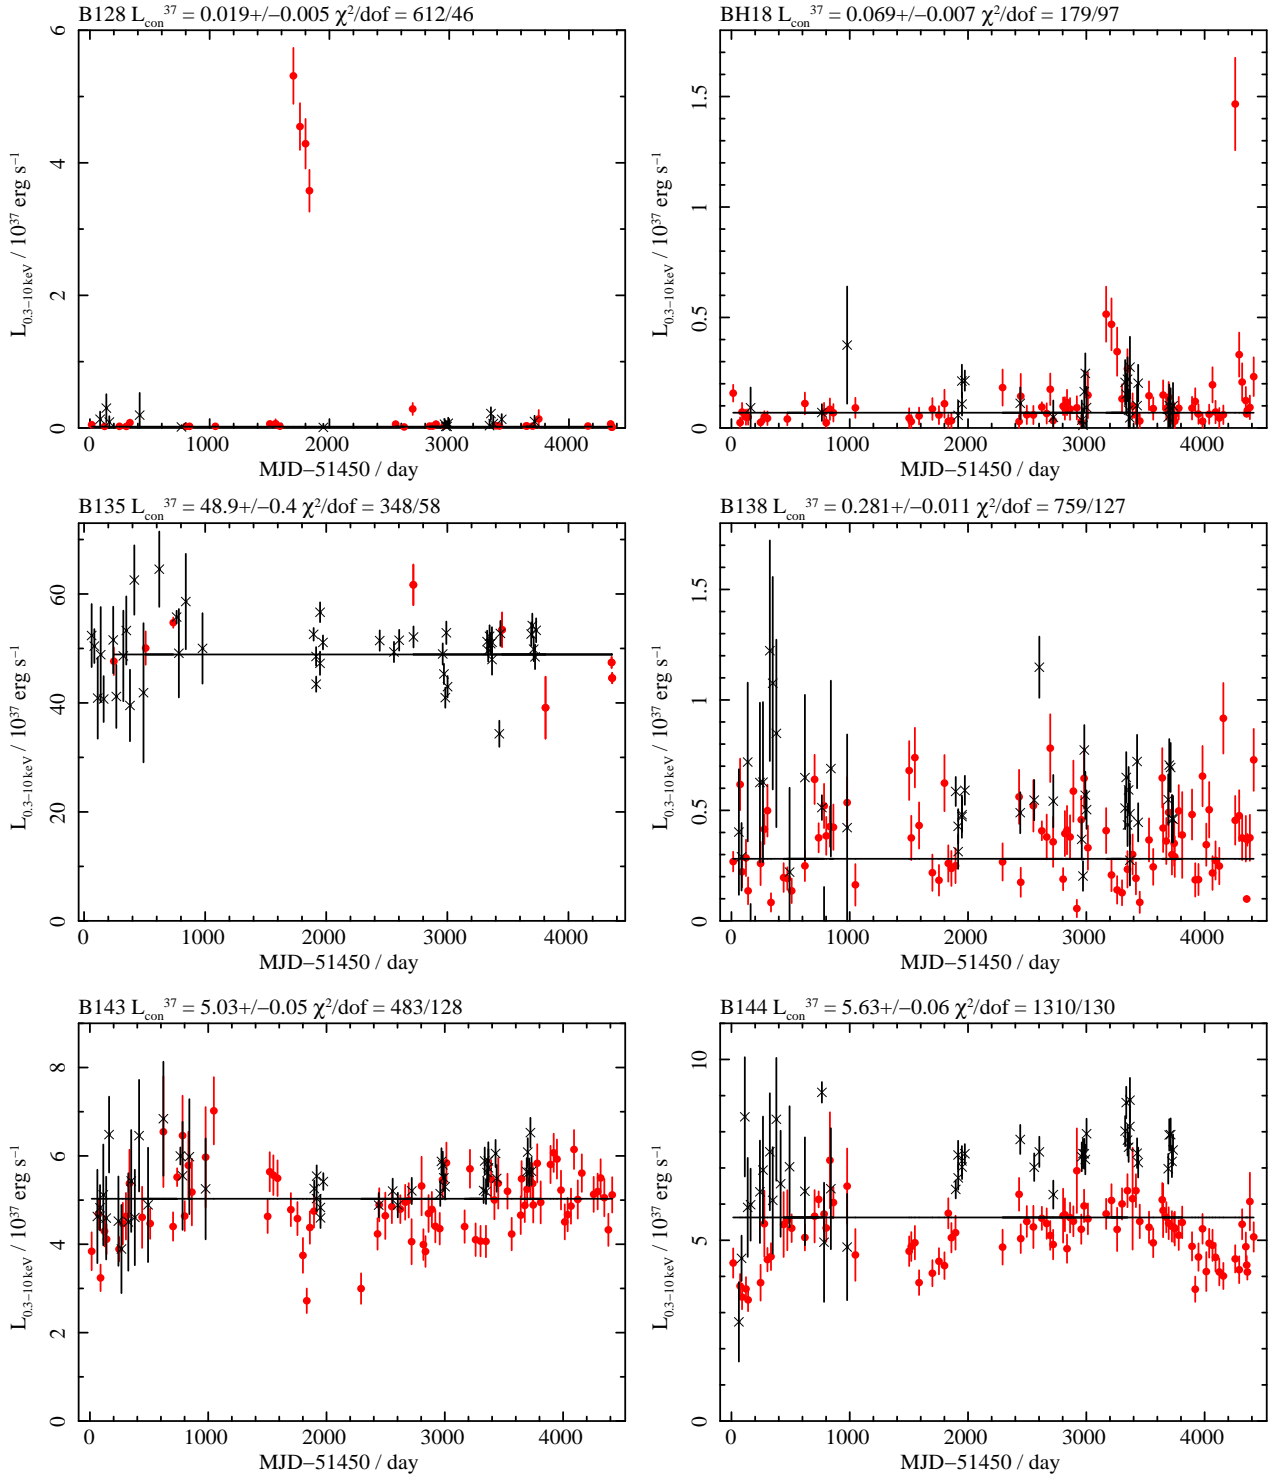 B128 L_con^37 = 0.019+/−0.005 χ²/dof = 612/46
L_0.3−10 keV / 10^37 erg s^−1
6
4
2
0
0 1000 2000 3000 4000
MJD−51450 / day
BH18 L_con^37 = 0.069+/−0.007 χ²/dof = 179/97
L_0.3−10 keV / 10^37 erg s^−1
1.5
1
0.5
0
0 1000 2000 3000 4000
MJD−51450 / day
B135 L_con^37 = 48.9+/−0.4 χ²/dof = 348/58
L_0.3−10 keV / 10^37 erg s^−1
60
40
20
0
0 1000 2000 3000 4000
MJD−51450 / day
B138 L_con^37 = 0.281+/−0.011 χ²/dof = 759/127
L_0.3−10 keV / 10^37 erg s^−1
1.5
1
0.5
0
0 1000 2000 3000 4000
MJD−51450 / day
B143 L_con^37 = 5.03+/−0.05 χ²/dof = 483/128
L_0.3−10 keV / 10^37 erg s^−1
8
6
4
2
0
0 1000 2000 3000 4000
MJD−51450 / day
B144 L_con^37 = 5.63+/−0.06 χ²/dof = 1310/130
L_0.3−10 keV / 10^37 erg s^−1
10
5
0
0 1000 2000 3000 4000
MJD−51450 / day